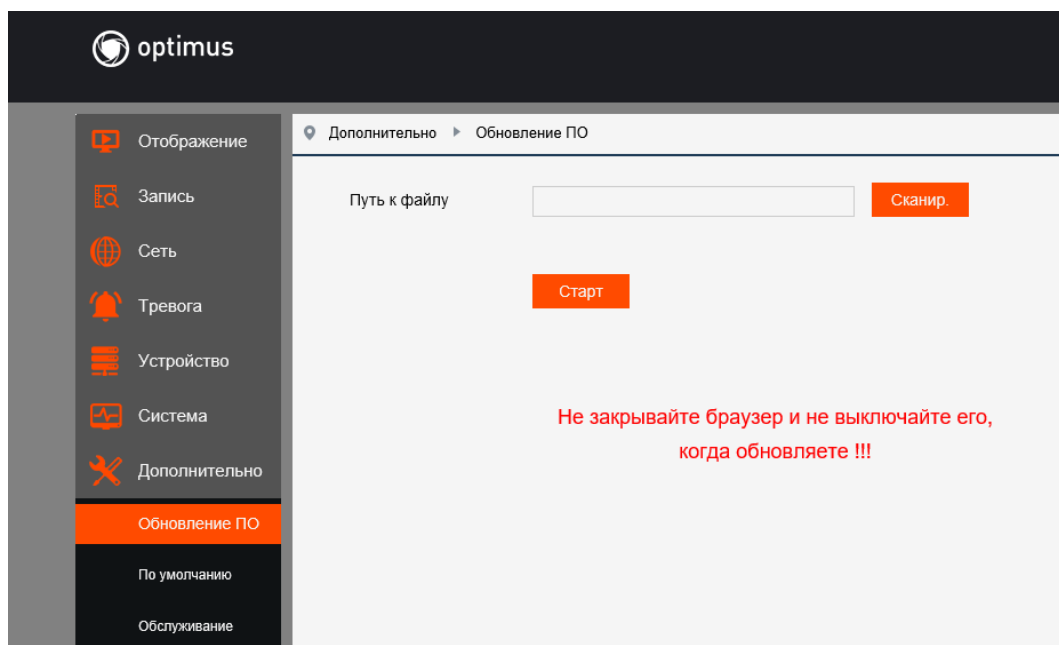 optimus
Отображение
Запись
Сеть
Тревога
Устройство
Система
Дополнительно
Обновление ПО
По умолчанию
Обслуживание
Дополнительно
Обновление ПО
Путь к файлу
Сканир.
Старт
Не закрывайте браузер и не выключайте его,
когда обновляете !!!